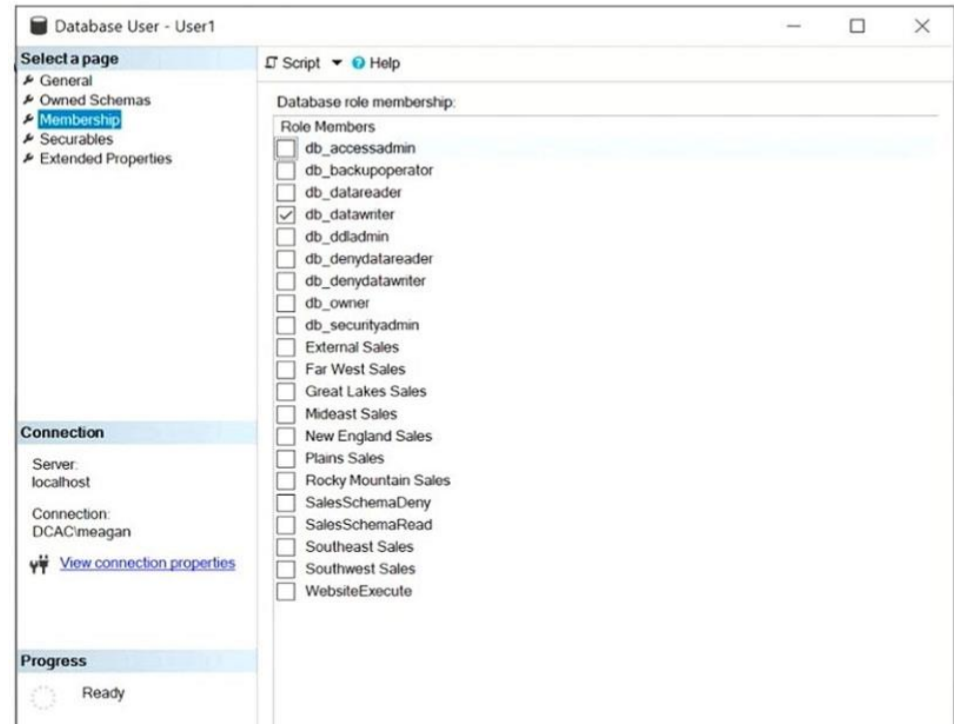 Database User - User1
Select a page
General
Owned Schemas
Membership
Securables
Extended Properties
Script
Help
Database role membership:
Role Members
db_accessadmin
db_backupoperator
db_datareader
db_datawriter
db_ddladmin
db_denydatareader
db_denydatawriter
db_owner
db_securityadmin
External Sales
Far West Sales
Great Lakes Sales
Mideast Sales
New England Sales
Plains Sales
Rocky Mountain Sales
SalesSchemaDeny
SalesSchemaRead
Southeast Sales
Southwest Sales
WebsiteExecute
Connection
Server:
localhost
Connection:
DCAC\meagan
View connection properties
Progress
Ready